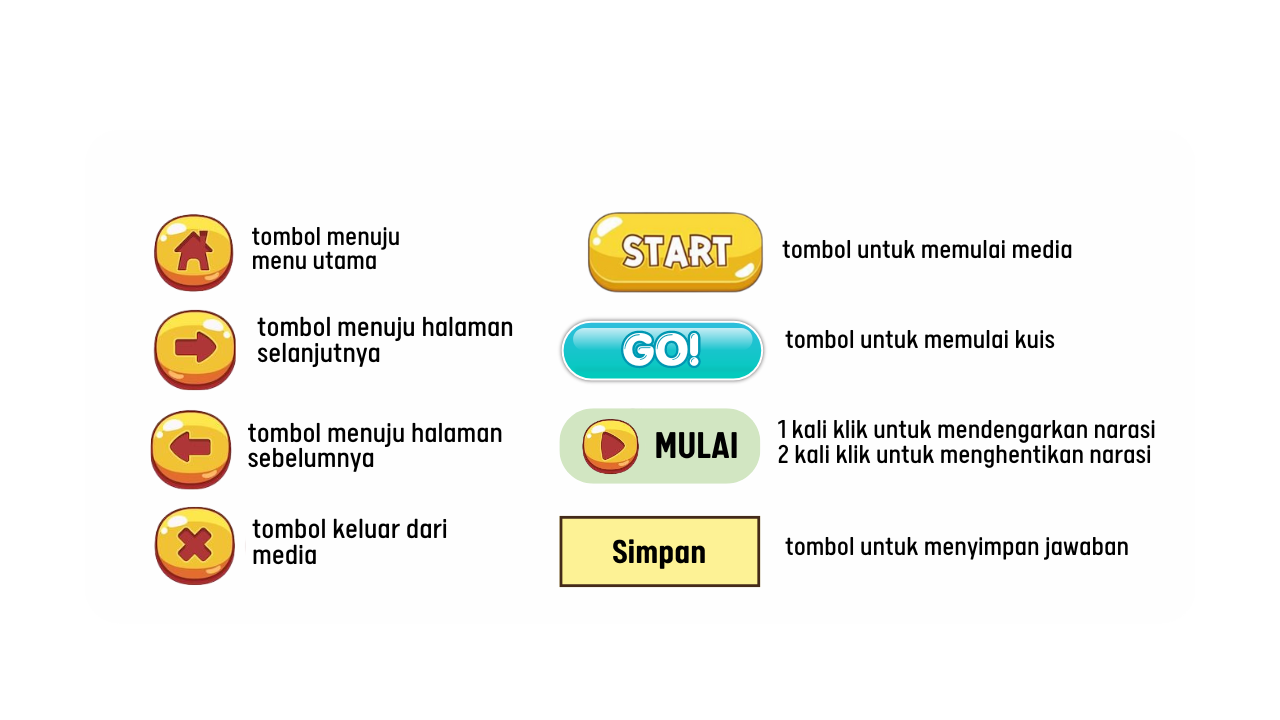 tombol menuju
menu utama
tombol menuju halaman
selanjutnya
tombol menuju halaman
sebelumnya
tombol keluar dari
media
START
tombol untuk memulai media
GO!
tombol untuk memulai kuis
MULAI
1 kali klik untuk mendengarkan narasi
2 kali klik untuk menghentikan narasi
Simpan
tombol untuk menyimpan jawaban